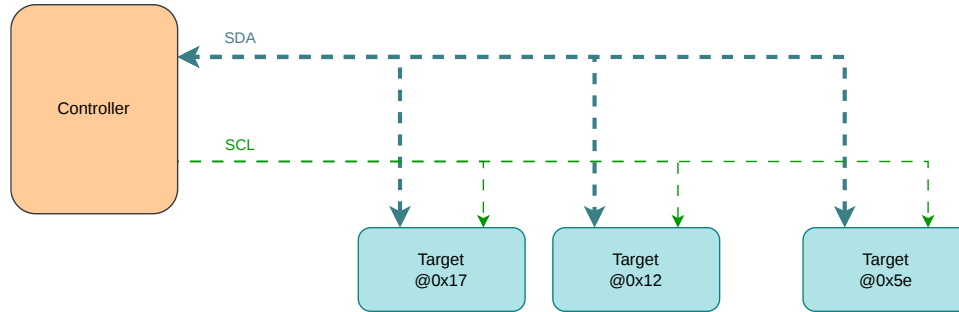 SDA
Controller
SCL
Target
@0x17
Target
@0x12
Target
@0x5e